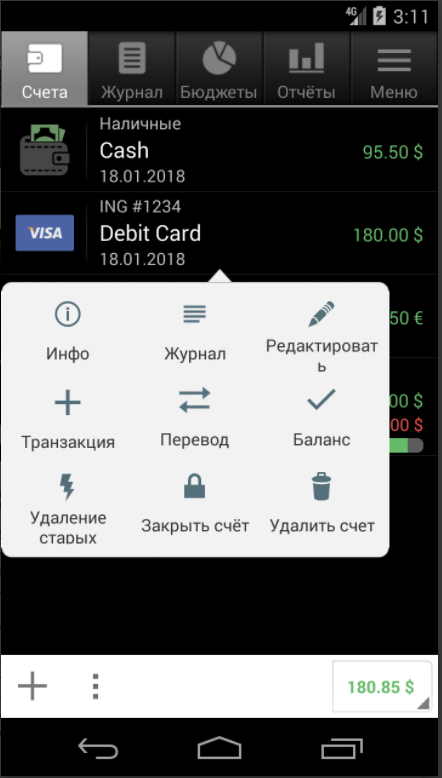 4G 3:11
Счета Журнал Бюджеты Отчёты Меню
Наличные
Cash 95.50 $
18.01.2018
VISA
ING #1234
Debit Card 180.00 $
18.01.2018
50 €
Инфо Журнал Редактироват
ь
00 $
00 $
Транзакция Перевод Баланс
Удаление
старых Закрыть счёт Удалить счет
180.85 $